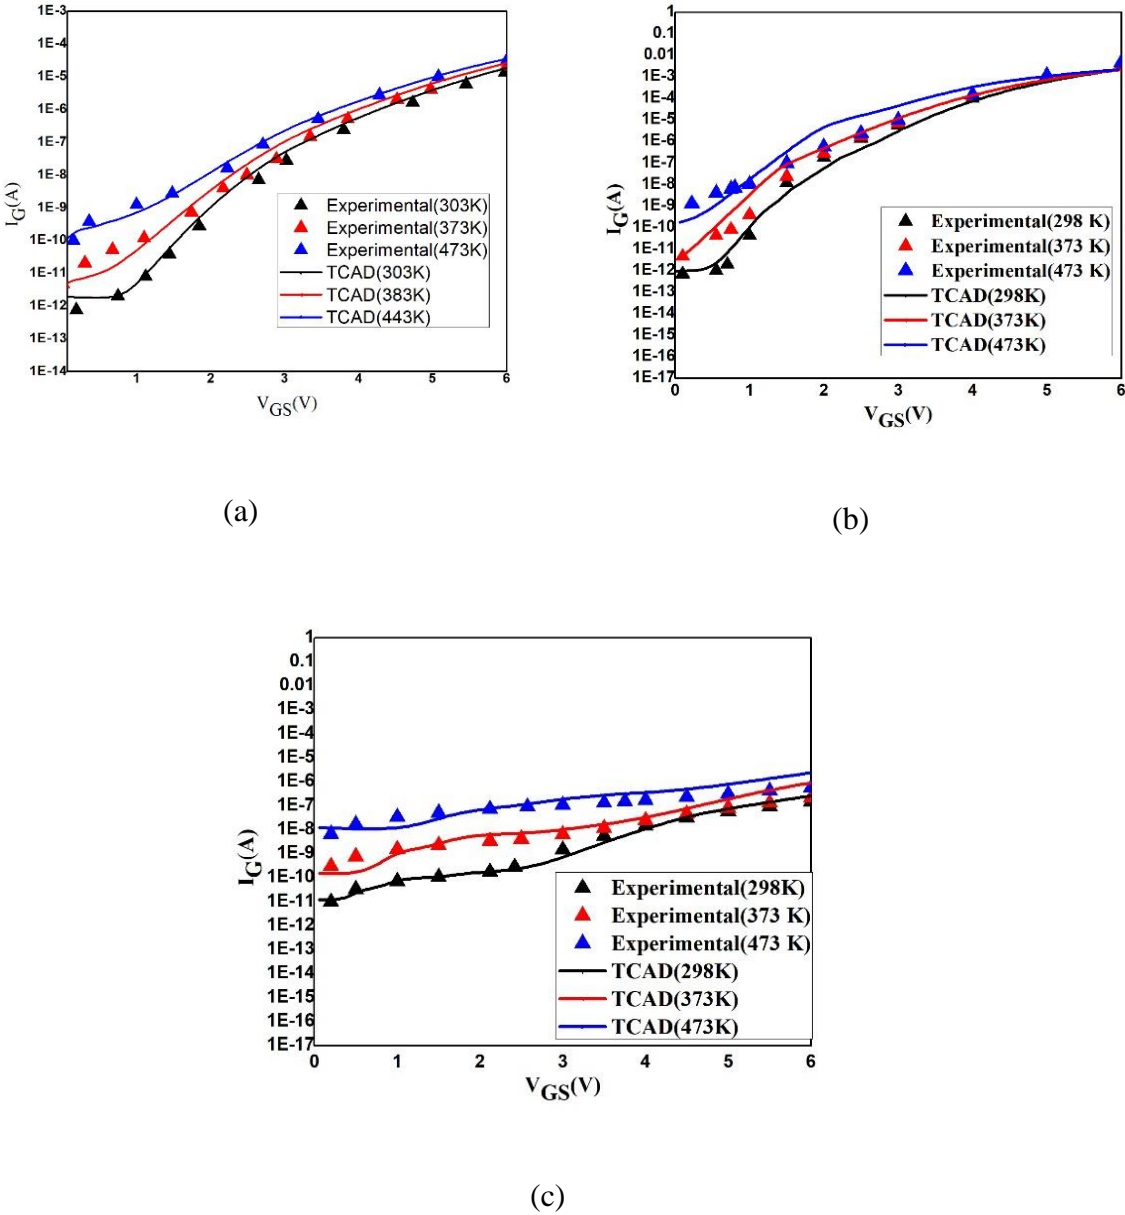 1E-3
1E-4
1E-5
1E-6
1E-7
1E-8
1E-9
1E-10
1E-11
1E-12
1E-13
1E-14
I_G(A)
1 2 3 4 5 6
V_GS(V)
Experimental(303K)
Experimental(373K)
Experimental(473K)
TCAD(303K)
TCAD(383K)
TCAD(443K)
(a)
1
0.1
0.01
1E-3
1E-4
1E-5
1E-6
1E-7
1E-8
1E-9
1E-10
1E-11
1E-12
1E-13
1E-14
1E-15
1E-16
1E-17
I_G(A)
0 1 2 3 4 5 6
V_GS(V)
Experimental(298 K)
Experimental(373 K)
Experimental(473 K)
TCAD(298K)
TCAD(373K)
TCAD(473K)
(b)
1
0.1
0.01
1E-3
1E-4
1E-5
1E-6
1E-7
1E-8
1E-9
1E-10
1E-11
1E-12
1E-13
1E-14
1E-15
1E-16
1E-17
I_G(A)
0 1 2 3 4 5 6
V_GS(V)
Experimental(298K)
Experimental(373 K)
Experimental(473 K)
TCAD(298K)
TCAD(373K)
TCAD(473K)
(c)